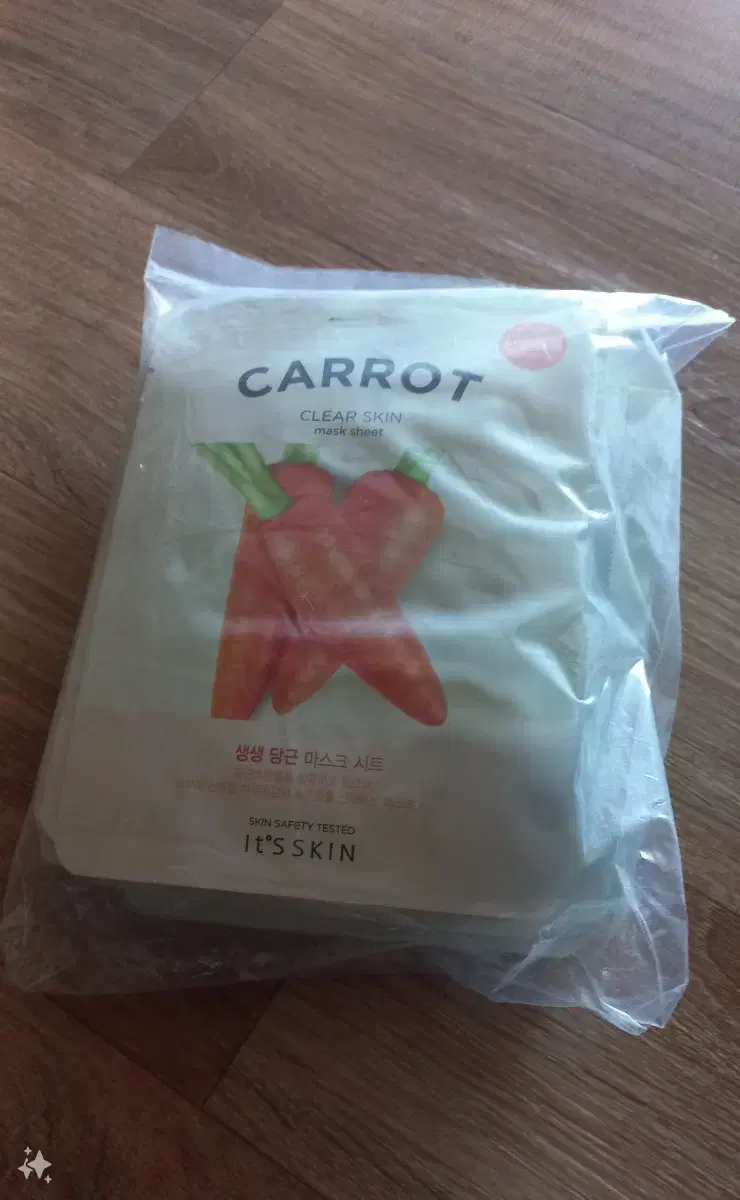 CARROT
CLEAR SKIN
mask sheet
생생 당근 마스크 시트
SKIN SAFETY TESTED
It'S SKIN